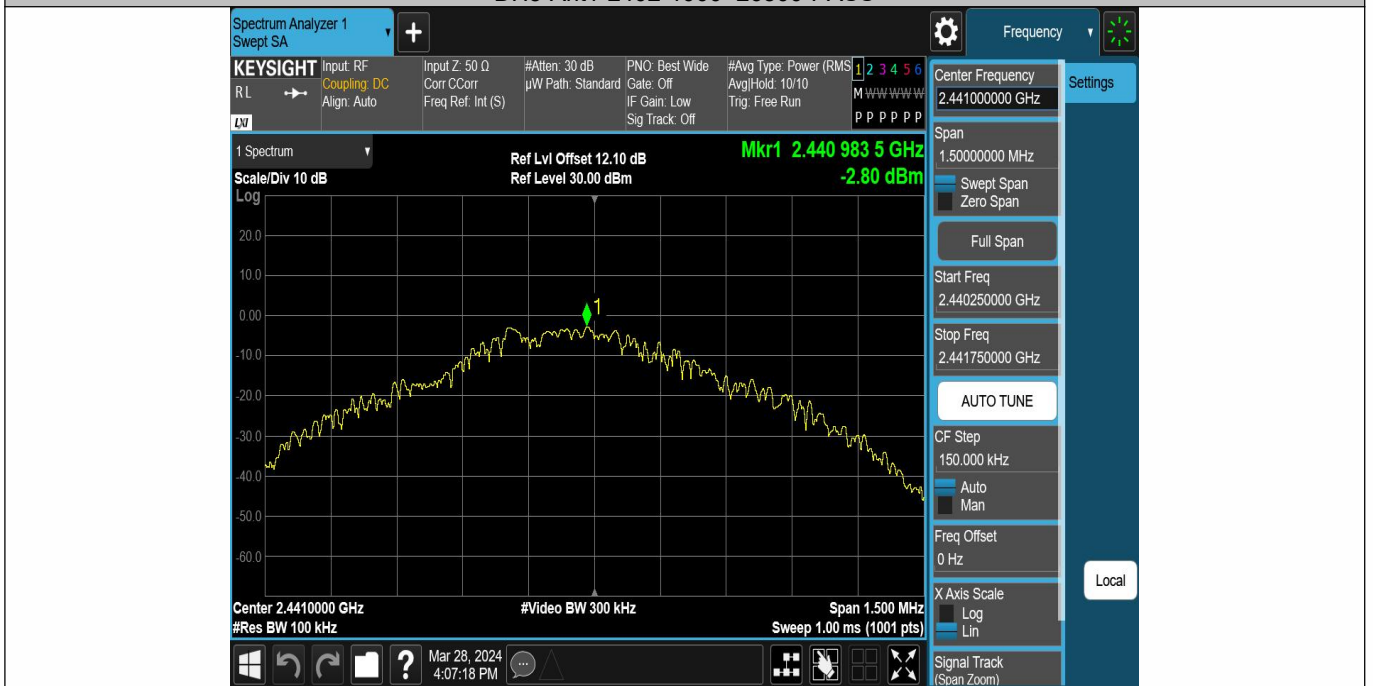 Spectrum Analyzer 1
Swept SA
+
Frequency
KEYSIGHT
RL
LXI
Input: RF
Coupling: DC
Align: Auto
Input Z: 50 Ω
Corr CCorr
Freq Ref: Int (S)
#Atten: 30 dB
µW Path: Standard
PNO: Best Wide
Gate: Off
IF Gain: Low
Sig Track: Off
#Avg Type: Power (RMS
Avg|Hold: 10/10
Trig: Free Run
1 2 3 4 5 6
M W W W W W
P P P P P P
1 Spectrum
Scale/Div 10 dB
Log
Ref Lvl Offset 12.10 dB
Ref Level 30.00 dBm
Mkr1 2.440 983 5 GHz
-2.80 dBm
20.0
10.0
0.00
-10.0
-20.0
-30.0
-40.0
-50.0
-60.0
1
Center 2.4410000 GHz
#Res BW 100 kHz
#Video BW 300 kHz
Span 1.500 MHz
Sweep 1.00 ms (1001 pts)
Center Frequency
2.441000000 GHz
Settings
Span
1.50000000 MHz
Swept Span
Zero Span
Full Span
Start Freq
2.440250000 GHz
Stop Freq
2.441750000 GHz
AUTO TUNE
CF Step
150.000 kHz
Auto
Man
Freq Offset
0 Hz
X Axis Scale
Log
Lin
Local
Signal Track
(Span Zoom)
?
Mar 28, 2024
4:07:18 PM